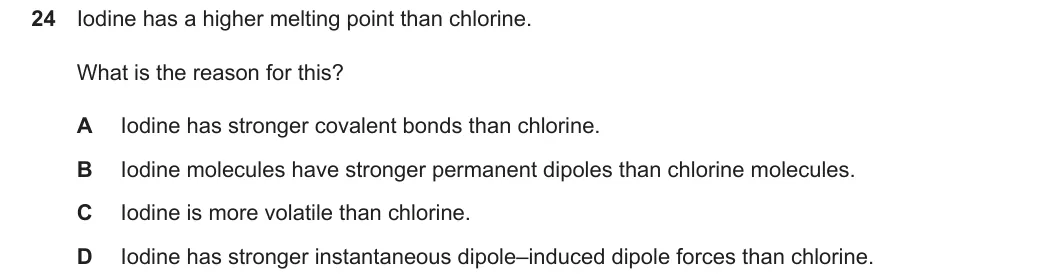 24 Iodine has a higher melting point than chlorine.
What is the reason for this?
A Iodine has stronger covalent bonds than chlorine.
B Iodine molecules have stronger permanent dipoles than chlorine molecules.
C Iodine is more volatile than chlorine.
D Iodine has stronger instantaneous dipole–induced dipole forces than chlorine.